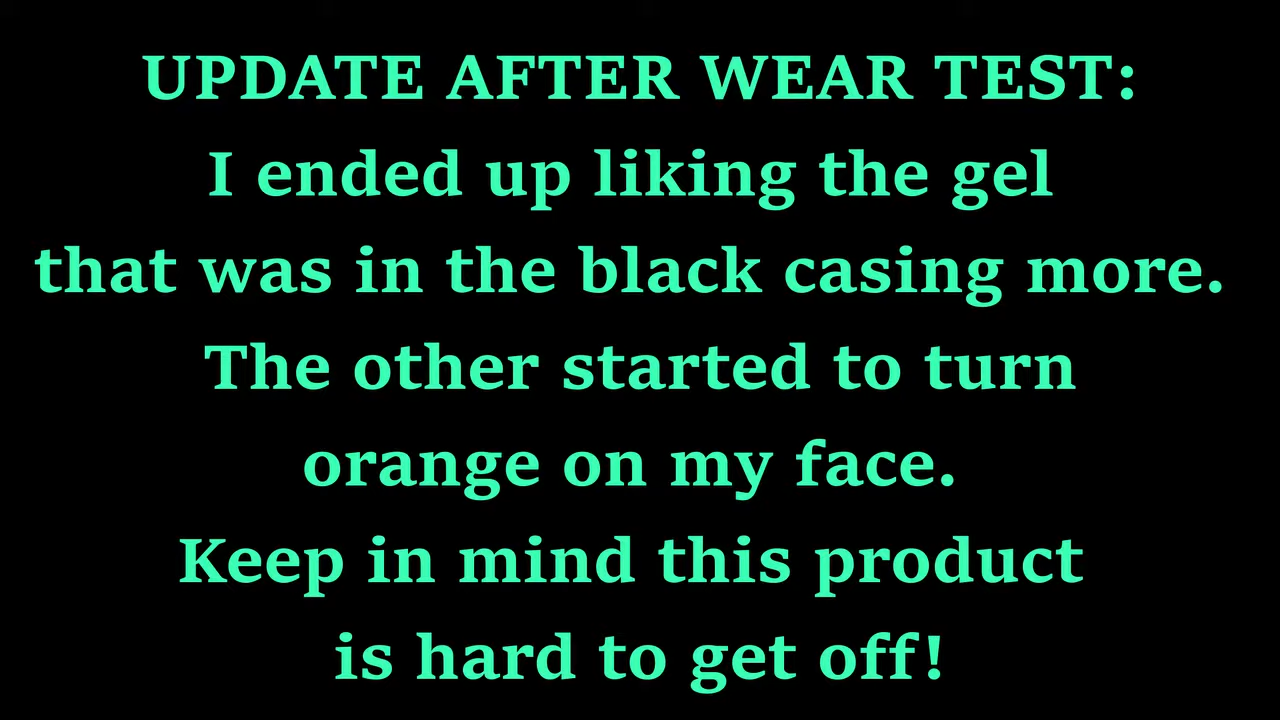 UPDATE AFTER WEAR TEST:
I ended up liking the gel
that was in the black casing more.
The other started to turn
orange on my face.
Keep in mind this product
is hard to get off!